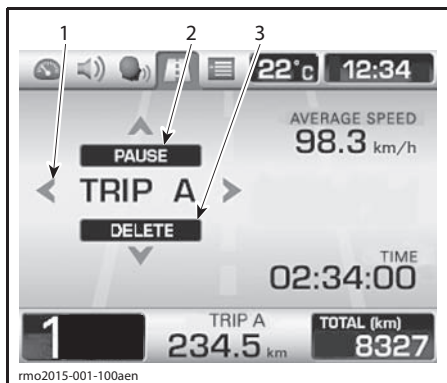 1 2 3
22°c 12:34
AVERAGE SPEED
98.3 km/h
PAUSE
TRIP A
DELETE
TIME
02:34:00
1
TRIP A
234.5 km
TOTAL (km)
8327
rmo2015-001-100aen